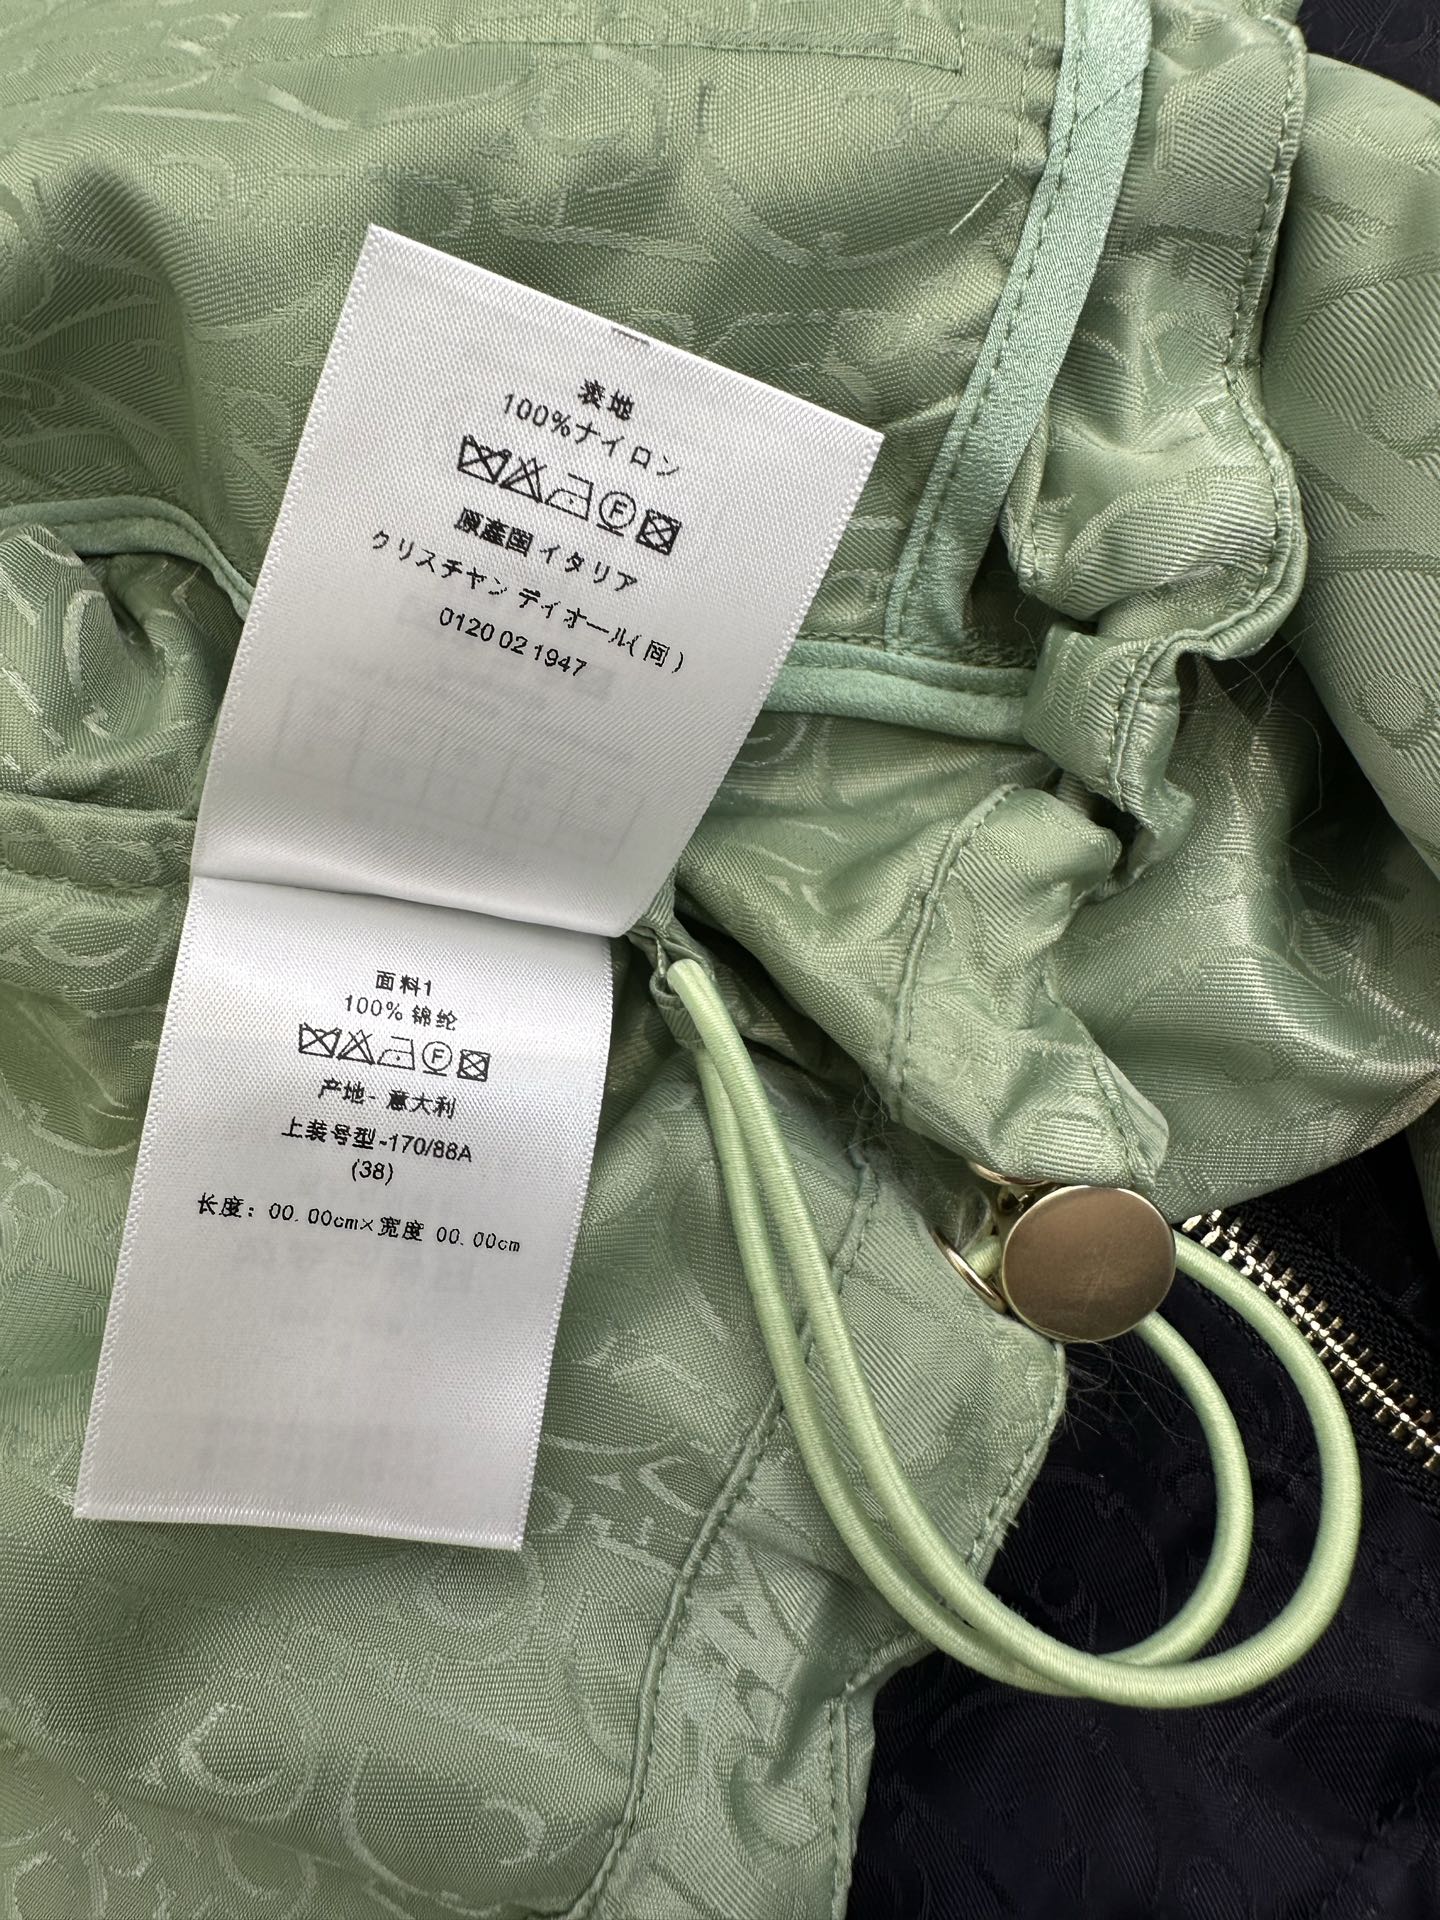 表地
100%ナイロン
F
原産国 イタリア
クリスチャン ディオール(同)
0120 02 1947
面料1
100% 锦纶
F
产地- 意大利
上装号型-170/88A
(38)
长度: 00.00cm×宽度 00.00cm